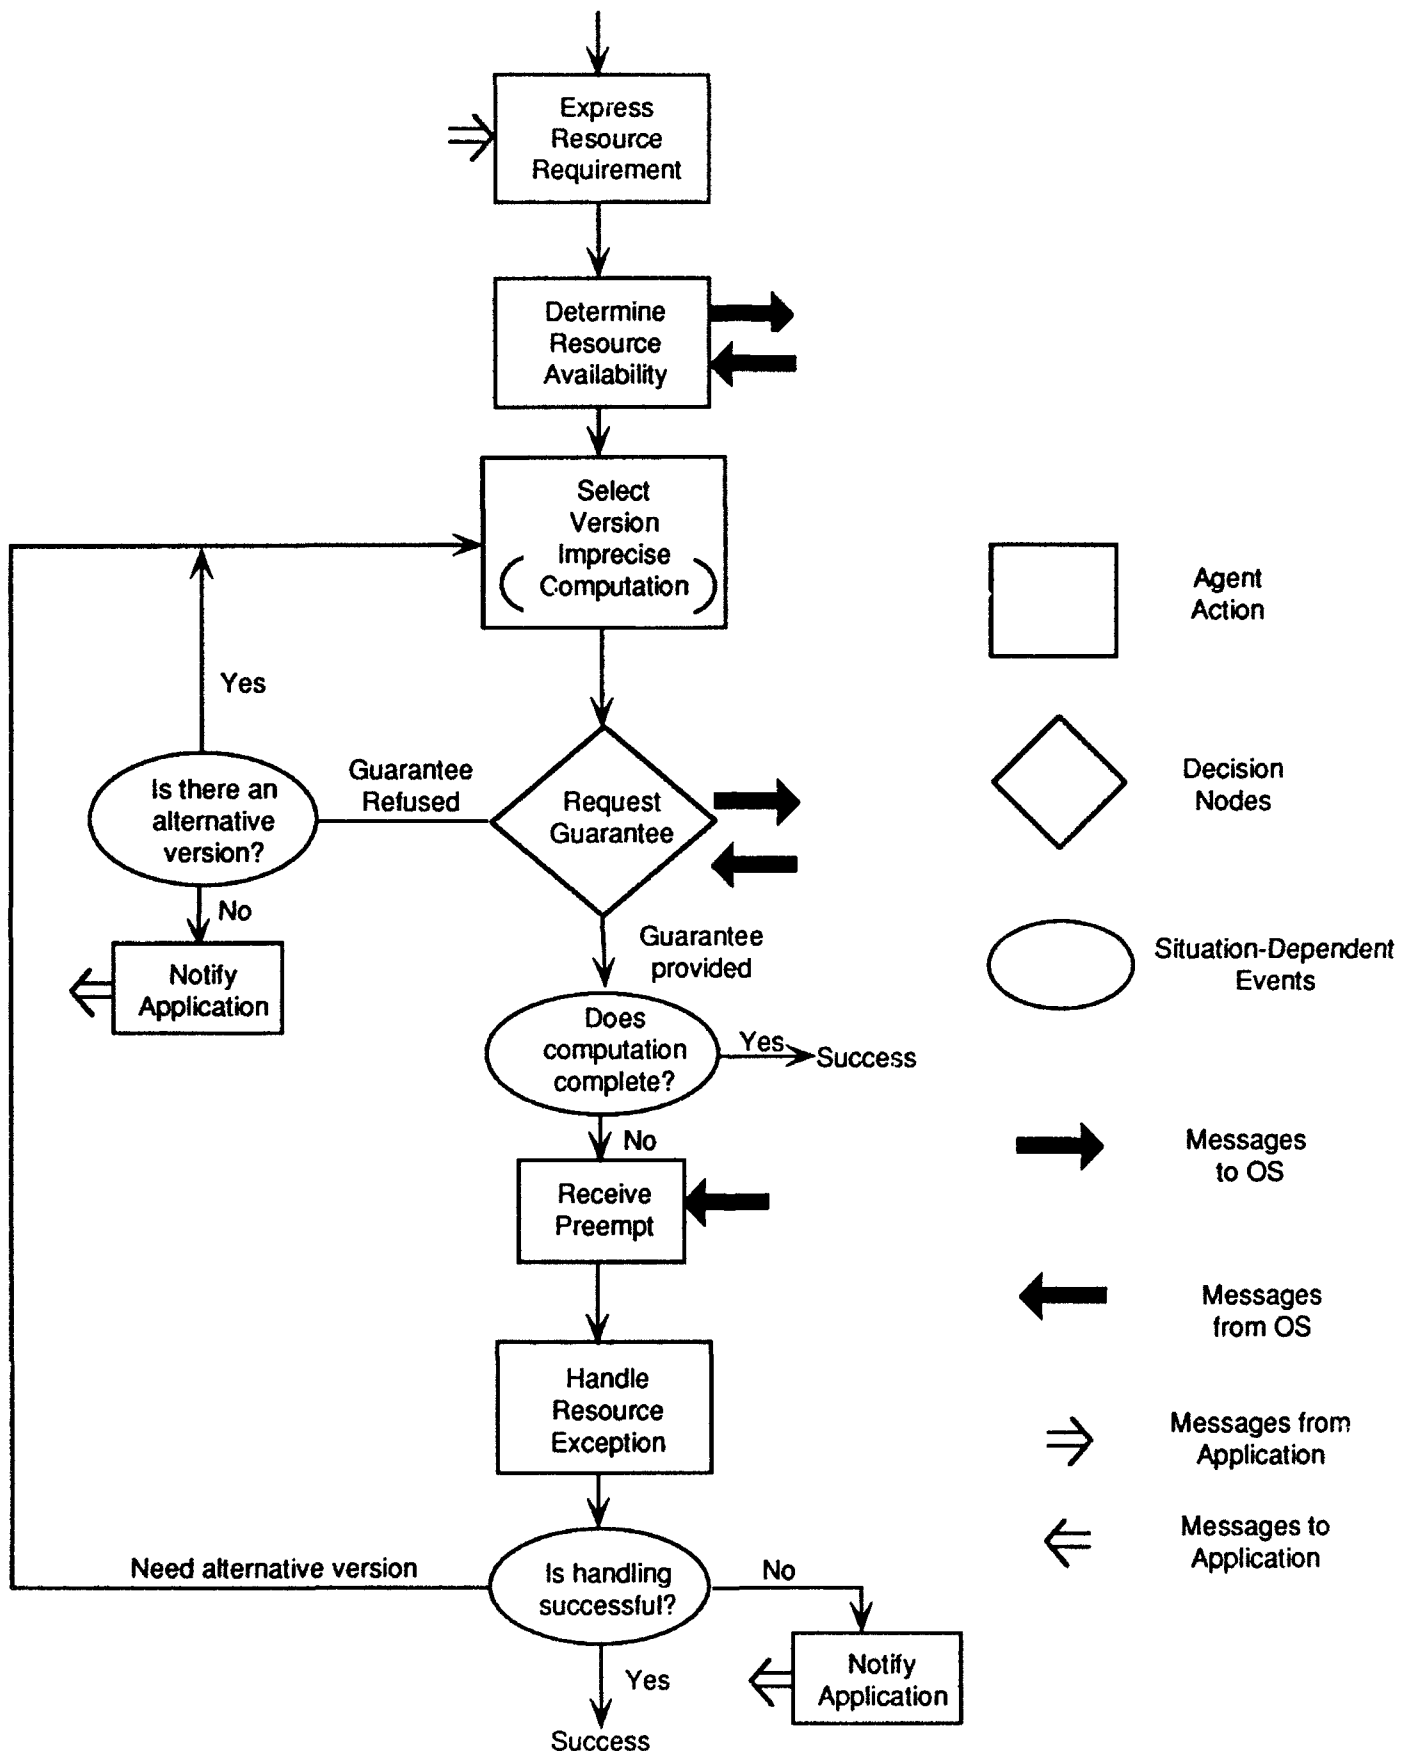 Express
Resource
Requirement
Determine
Resource
Availability
Select
Version
Imprecise
(Computation)
Yes
Is there an
alternative
version?
Guarantee
Refused
Request
Guarantee
No
Notify
Application
Guarantee
provided
Does
computation
complete?
Yes
Success
No
Receive
Preempt
Handle
Resource
Exception
Need alternative version
Is handling
successful?
No
Notify
Application
Yes
Success
Agent
Action
Decision
Nodes
Situation-Dependent
Events
Messages
to OS
Messages
from OS
Messages from
Application
Messages to
Application